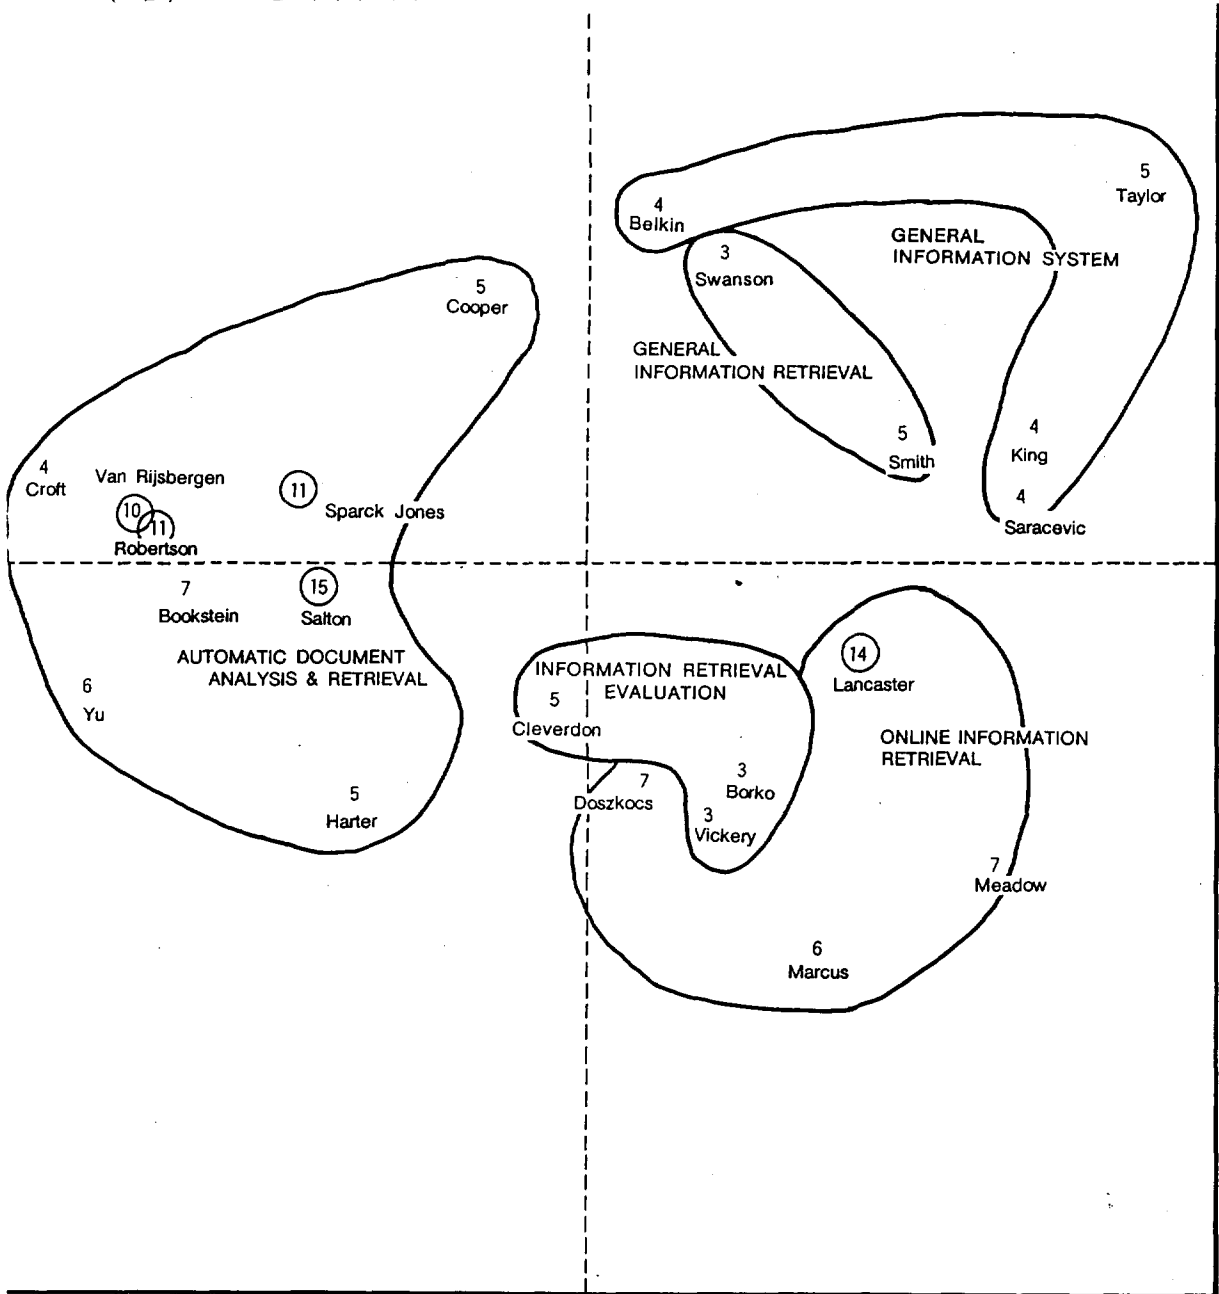 5
Taylor
4
Belkin
GENERAL
INFORMATION SYSTEM
3
Swanson
5
Cooper
GENERAL
INFORMATION RETRIEVAL
5
Smith
4
King
4
Saracevic
4
Croft
Van Rijsbergen
10
11
Robertson
11
Sparck Jones
7
Bookstein
15
Salton
AUTOMATIC DOCUMENT
ANALYSIS & RETRIEVAL
6
Yu
5
Harter
INFORMATION RETRIEVAL
EVALUATION
5
Cleverdon
14
Lancaster
ONLINE INFORMATION
RETRIEVAL
7
Doszkocs
3
Borko
3
Vickery
7
Meadow
6
Marcus